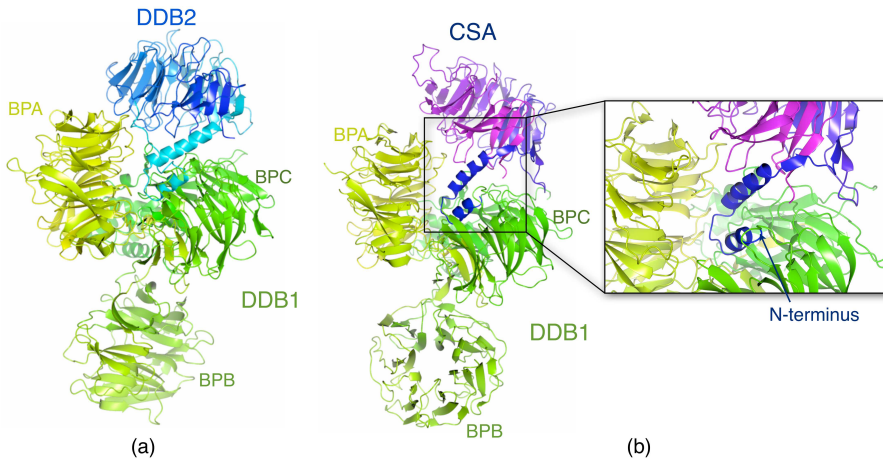 DDB2
BPA
BPC
DDB1
BPB
(a)
CSA
BPA
BPC
DDB1
BPB
N-terminus
(b)